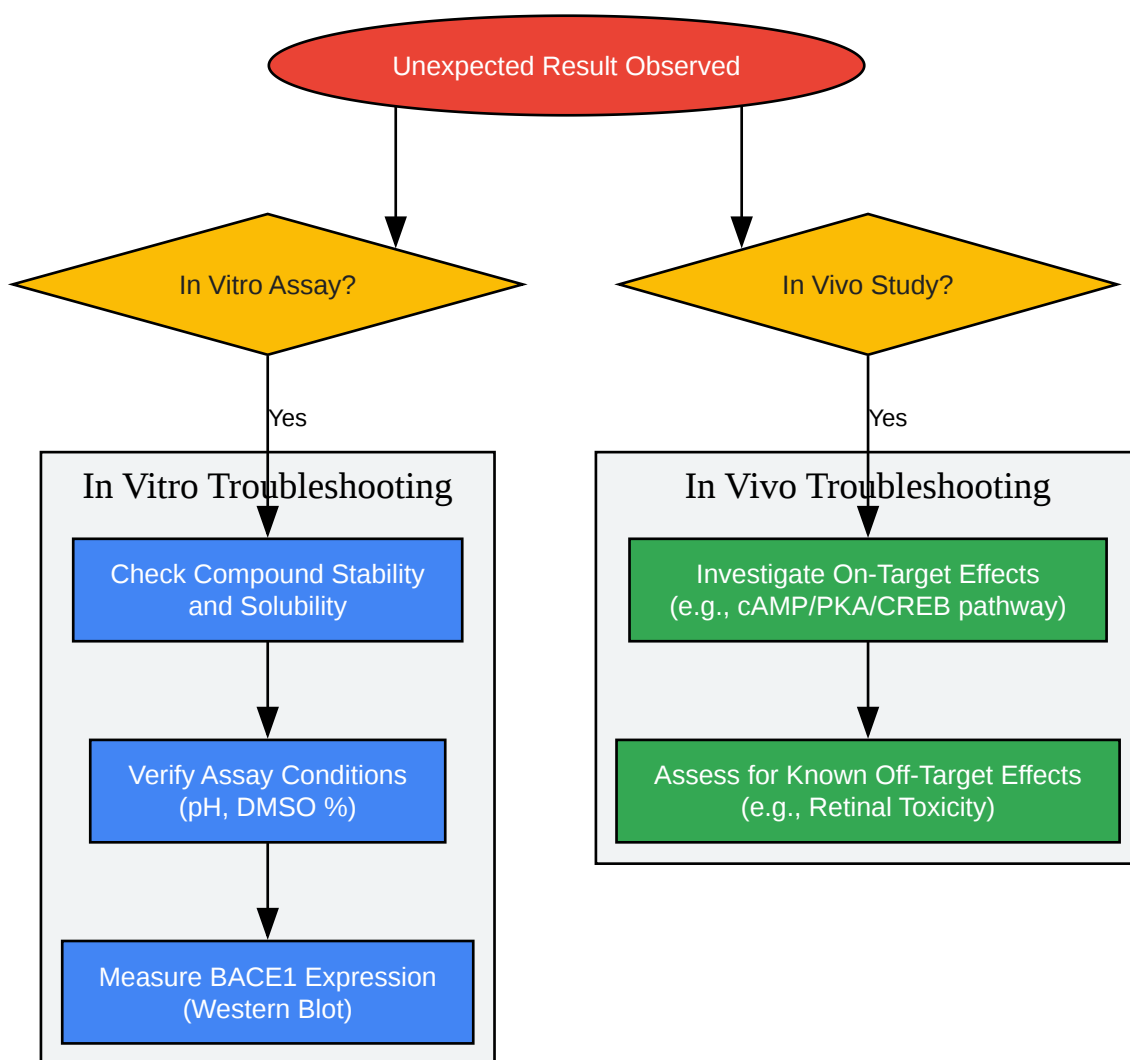 Unexpected Result Observed
In Vitro Assay?
In Vivo Study?
Yes
Yes
In Vitro Troubleshooting
Check Compound Stability
and Solubility
Verify Assay Conditions
(pH, DMSO %)
Measure BACE1 Expression
(Western Blot)
In Vivo Troubleshooting
Investigate On-Target Effects
(e.g., cAMP/PKA/CREB pathway)
Assess for Known Off-Target Effects
(e.g., Retinal Toxicity)